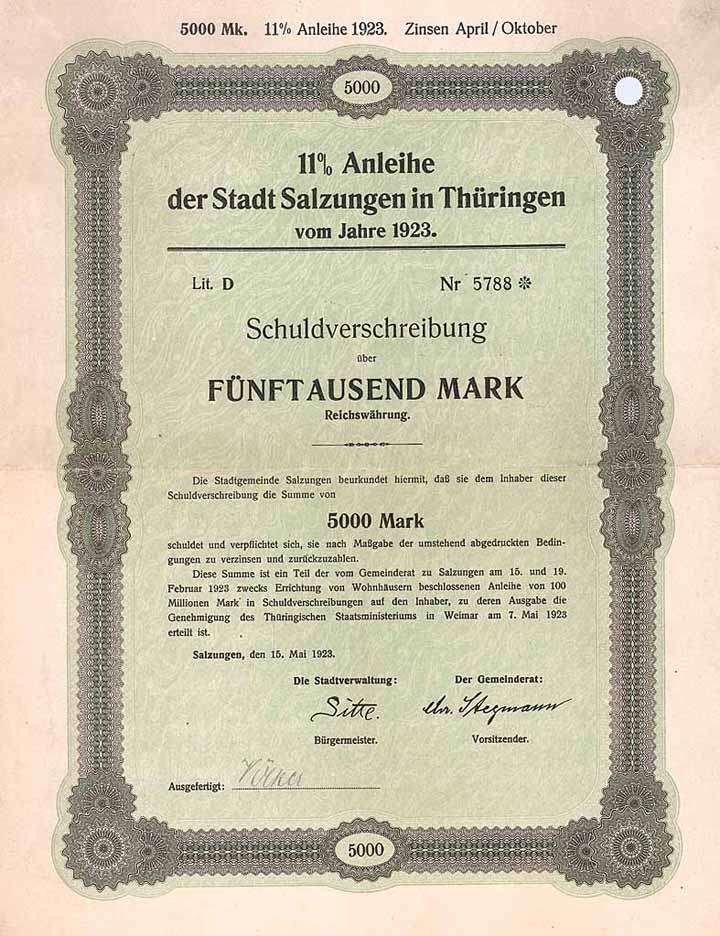 5000 Mk. 11% Anleihe 1923. Zinsen April / Oktober
5000
11% Anleihe
der Stadt Salzungen in Thüringen
vom Jahre 1923.
Lit. D Nr 5788 *
Schuldverschreibung
über
FÜNFTAUSEND MARK
Reichswährung.
Die Stadtgemeinde Salzungen beurkundet hiermit, daß sie dem Inhaber dieser
Schuldverschreibung die Summe von
5000 Mark
schuldet und verpflichtet sich, sie nach Maßgabe der umstehend abgedruckten Bedin-
gungen zu verzinsen und zurückzuzahlen.
Diese Summe ist ein Teil der vom Gemeinderat zu Salzungen am 15. und 19.
Februar 1923 zwecks Errichtung von Wohnhäusern beschlossenen Anleihe von 100
Millionen Mark in Schuldverschreibungen auf den Inhaber, zu deren Ausgabe die
Genehmigung des Thüringischen Staatsministeriums in Weimar am 7. Mai 1923
erteilt ist.
Salzungen, den 15. Mai 1923.
Die Stadtverwaltung: Der Gemeinderat:
Sitte. Chr. Stegmann
Bürgermeister. Vorsitzender.
Ausgefertigt: Völker
5000